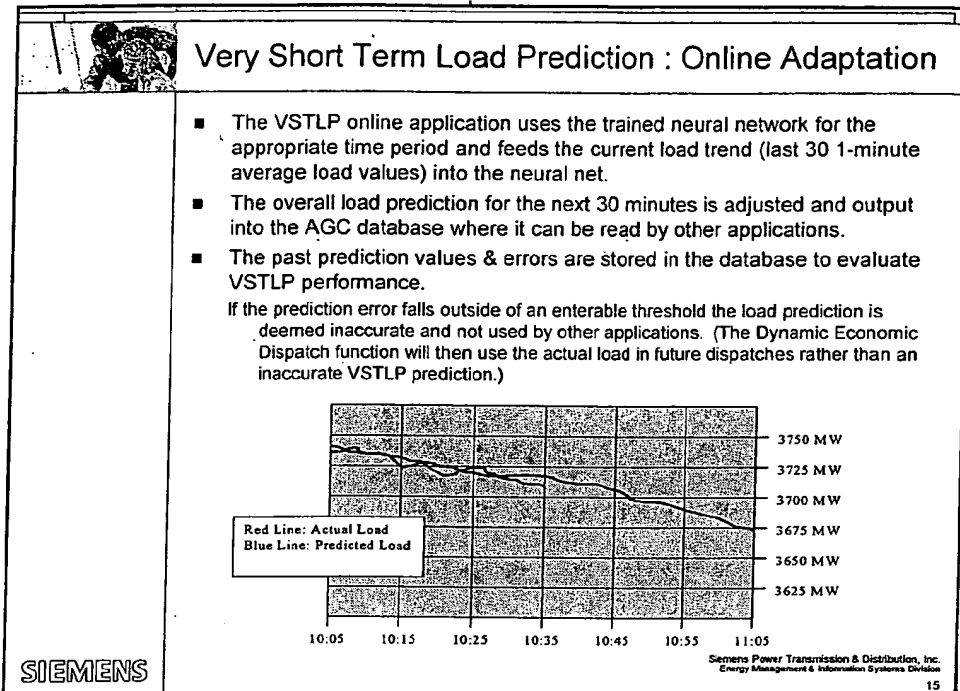 Very Short Term Load Prediction : Online Adaptation
■ The VSTLP online application uses the trained neural network for the
appropriate time period and feeds the current load trend (last 30 1-minute
average load values) into the neural net.
■ The overall load prediction for the next 30 minutes is adjusted and output
into the AGC database where it can be read by other applications.
■ The past prediction values & errors are stored in the database to evaluate
VSTLP performance.
If the prediction error falls outside of an enterable threshold the load prediction is
deemed inaccurate and not used by other applications. (The Dynamic Economic
Dispatch function will then use the actual load in future dispatches rather than an
inaccurate VSTLP prediction.)
3750 MW
3725 MW
3700 MW
3675 MW
3650 MW
3625 MW
Red Line: Actual Load
Blue Line: Predicted Load
10:05 10:15 10:25 10:35 10:45 10:55 11:05
SIEMENS
Siemens Power Transmission & Distribution, Inc.
Energy Management & Information Systems Division
15